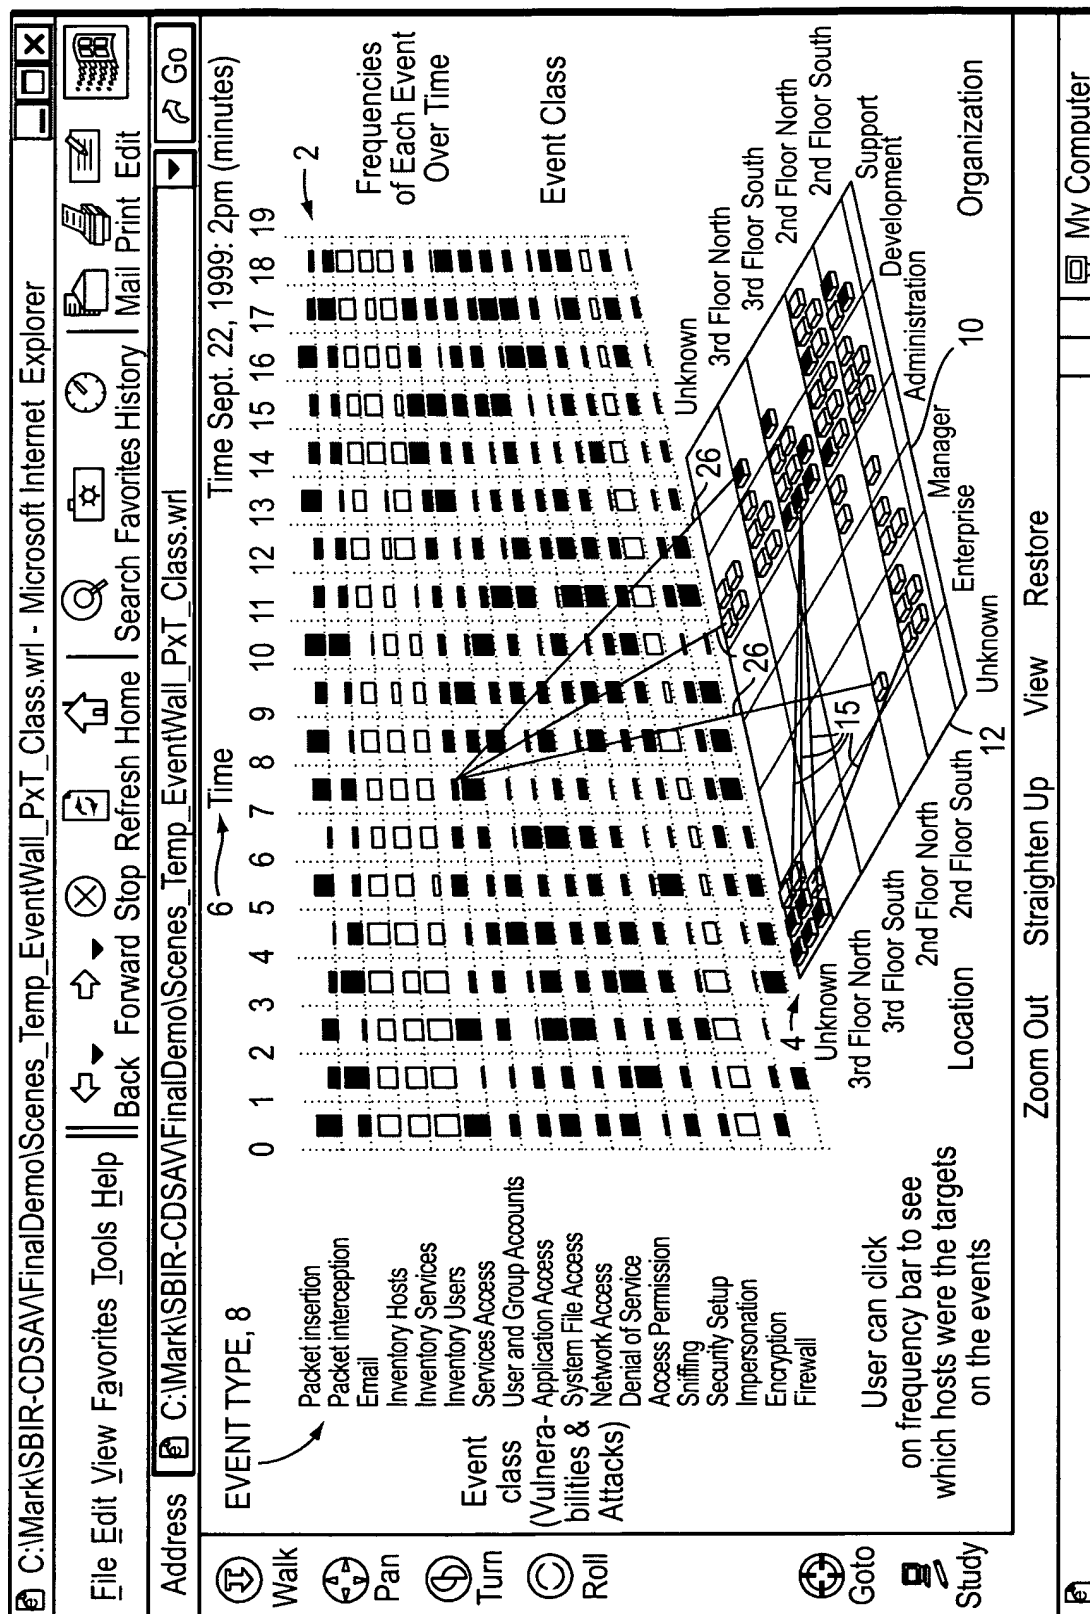 C:\Mark\SBIR-CDSAV\FinalDemo\Scenes_Temp_EventWall_PxT_Class.wrl - Microsoft Internet Explorer
File Edit View Favorites Tools Help
Back Forward Stop Refresh Home Search Favorites History Mail Print Edit
Address C:\Mark\SBIR-CDSAV\FinalDemo\Scenes_Temp_EventWall_PxT_Class.wrl Go
Walk
Pan
Turn
Roll
Goto
Study
EVENT TYPE, 8
6 Time
Time Sept. 22, 1999: 2pm (minutes)
0 1 2 3 4 5 6 7 8 9 10 11 12 13 14 15 16 17 18 19
2
Packet insertion
Packet interception
Email
Inventory Hosts
Inventory Services
Inventory Users
Services Access
User and Group Accounts
Application Access
System File Access
Network Access
Denial of Service
Access Permission
Sniffing
Security Setup
Impersonation
Encryption
Firewall
Event
class
(Vulnera-
bilities &
Attacks)
Frequencies
of Each Event
Over Time
Event Class
User can click
on frequency bar to see
which hosts were the targets
on the events
26
26
15
4
12
10
Unknown
3rd Floor North
3rd Floor South
2nd Floor North
2nd Floor South
Unknown
3rd Floor North
3rd Floor South
2nd Floor North
2nd Floor South
Location
Unknown
Enterprise
Manager
Administration
Development
Support
Organization
Zoom Out Straighten Up View Restore
My Computer